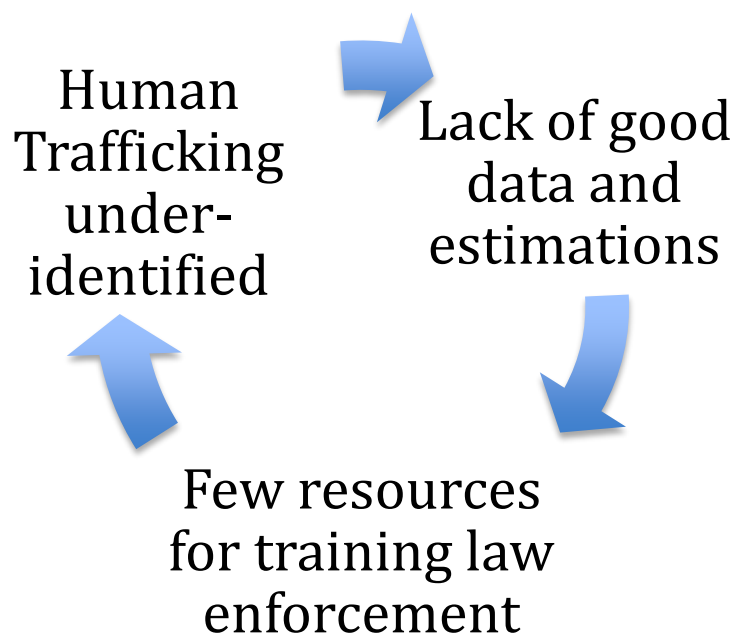 Human
Trafficking
under-
identified
Lack of good
data and
estimations
Few resources
for training law
enforcement